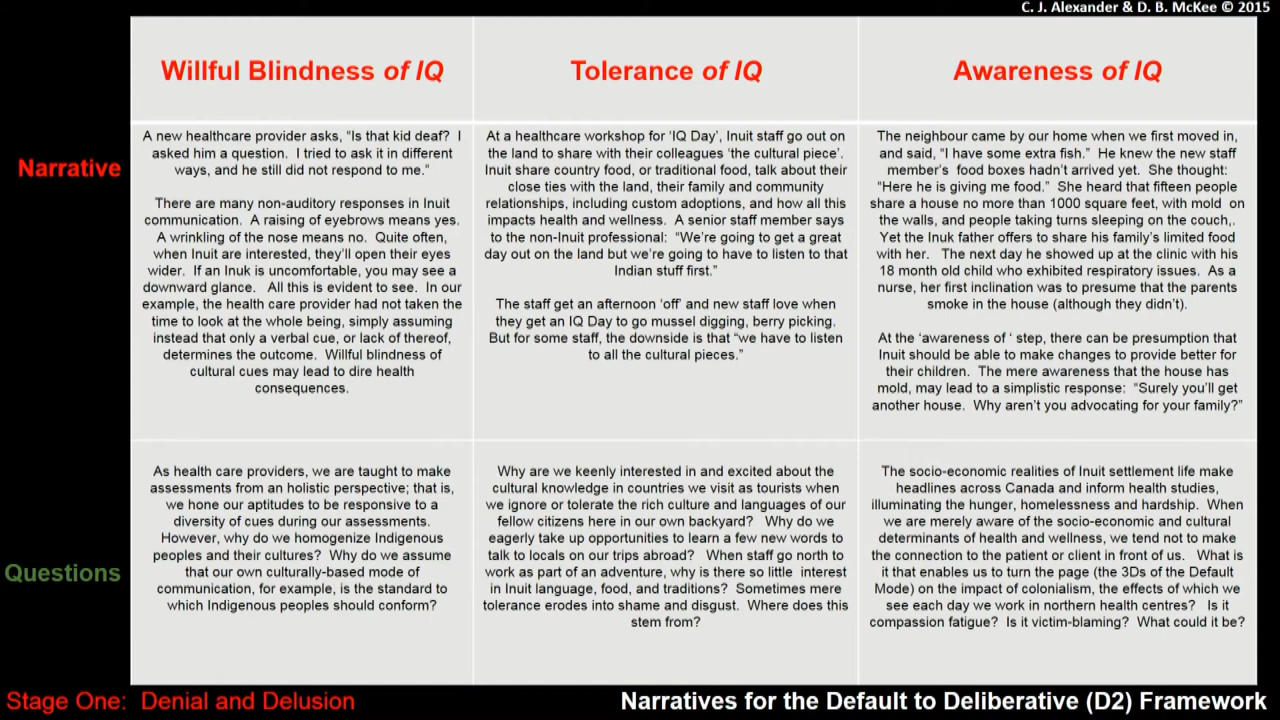 C. J. Alexander & D. B. McKee © 2015
Willful Blindness of IQ
Tolerance of IQ
Awareness of IQ
Narrative
A new healthcare provider asks, “Is that kid deaf?  I
asked him a question.  I tried to ask it in different
ways, and he still did not respond to me.”
There are many non-auditory responses in Inuit
communication.  A raising of eyebrows means yes.
A wrinkling of the nose means no.  Quite often,
when Inuit are interested, they’ll open their eyes
wider.  If an Inuk is uncomfortable, you may see a
downward glance.  All this is evident to see.  In our
example, the health care provider had not taken the
time to look at the whole being, simply assuming
instead that only a verbal cue, or lack of thereof,
determines the outcome.  Willful blindness of
cultural cues may lead to dire health
consequences.
At a healthcare workshop for ‘IQ Day’, Inuit staff go out on
the land to share with their colleagues ‘the cultural piece’.
Inuit share country food, or traditional food, talk about their
close ties with the land, their family and community
relationships, including custom adoptions, and how all this
impacts health and wellness.  A senior staff member says
to the non-Inuit professional:  “We’re going to get a great
day out on the land but we’re going to have to listen to that
Indian stuff first.”
The staff get an afternoon ‘off’ and new staff love when
they get an IQ Day to go mussel digging, berry picking.
But for some staff, the downside is that “we have to listen
to all the cultural pieces.”
The neighbour came by our home when we first moved in,
and said, “I have some extra fish.”  He knew the new staff
member’s  food boxes hadn’t arrived yet.  She thought:
“Here he is giving me food.”  She heard that fifteen people
share a house no more than 1000 square feet, with mold  on
the walls, and people taking turns sleeping on the couch,.
Yet the Inuk father offers to share his family’s limited food
with her.   The next day he showed up at the clinic with his
18 month old child who exhibited respiratory issues.  As a
nurse, her first inclination was to presume that the parents
smoke in the house (although they didn’t).
At the ‘awareness of ‘ step, there can be presumption that
Inuit should be able to make changes to provide better for
their children.  The mere awareness that the house has
mold, may lead to a simplistic response:  “Surely you’ll get
another house.  Why aren’t you advocating for your family?”
Questions
As health care providers, we are taught to make
assessments from an holistic perspective; that is,
we hone our aptitudes to be responsive to a
diversity of cues during our assessments.
However, why do we homogenize Indigenous
peoples and their cultures?  Why do we assume
that our own culturally-based mode of
communication, for example, is the standard to
which Indigenous peoples should conform?
Why are we keenly interested in and excited about the
cultural knowledge in countries we visit as tourists when
we ignore or tolerate the rich culture and languages of our
fellow citizens here in our own backyard?   Why do we
eagerly take up opportunities to learn a few new words to
talk to locals on our trips abroad?   When staff go north to
work as part of an adventure, why is there so little  interest
in Inuit language, food, and traditions?  Sometimes mere
tolerance erodes into shame and disgust.  Where does this
stem from?
The socio-economic realities of Inuit settlement life make
headlines across Canada and inform health studies,
illuminating the hunger, homelessness and hardship.  When
we are merely aware of the socio-economic and cultural
determinants of health and wellness, we tend not to make
the connection to the patient or client in front of us.   What is
it that enables us to turn the page (the 3Ds of the Default
Mode) on the impact of colonialism, the effects of which we
see each day we work in northern health centres?   Is it
compassion fatigue?  Is it victim-blaming?  What could it be?
Stage One:  Denial and Delusion
Narratives for the Default to Deliberative (D2) Framework